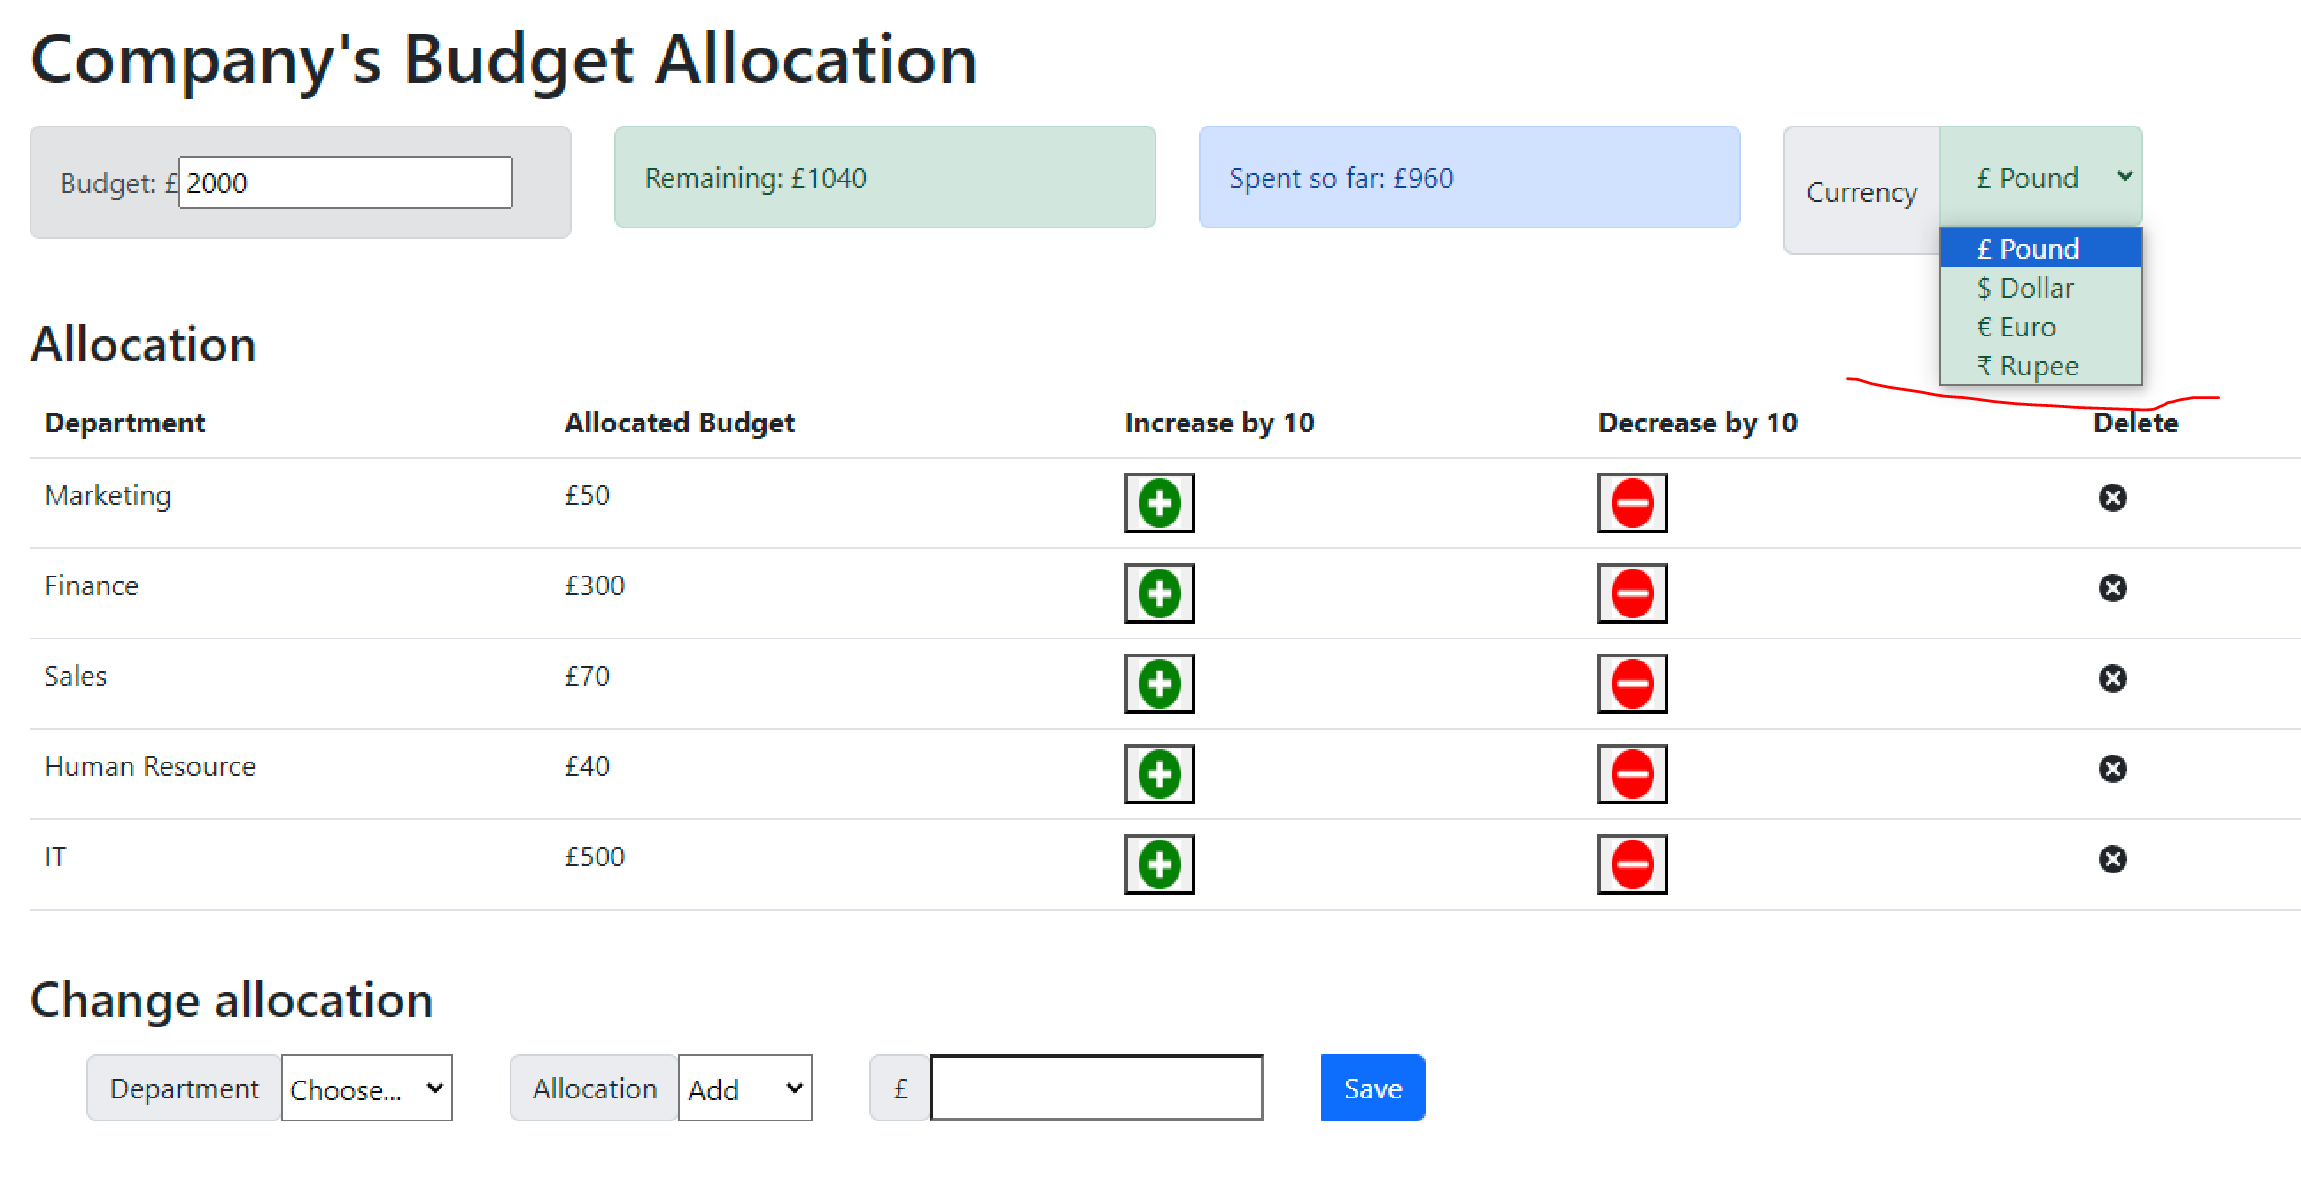 Company's Budget Allocation
Budget: £ 2000
Remaining: £1040
Spent so far: £960
Currency
£ Pound
£ Pound
$ Dollar
€ Euro
₹ Rupee
Allocation
Department Allocated Budget Increase by 10 Decrease by 10 Delete
Marketing £50
Finance £300
Sales £70
Human Resource £40
IT £500
Change allocation
Department Choose... Allocation Add £ Save